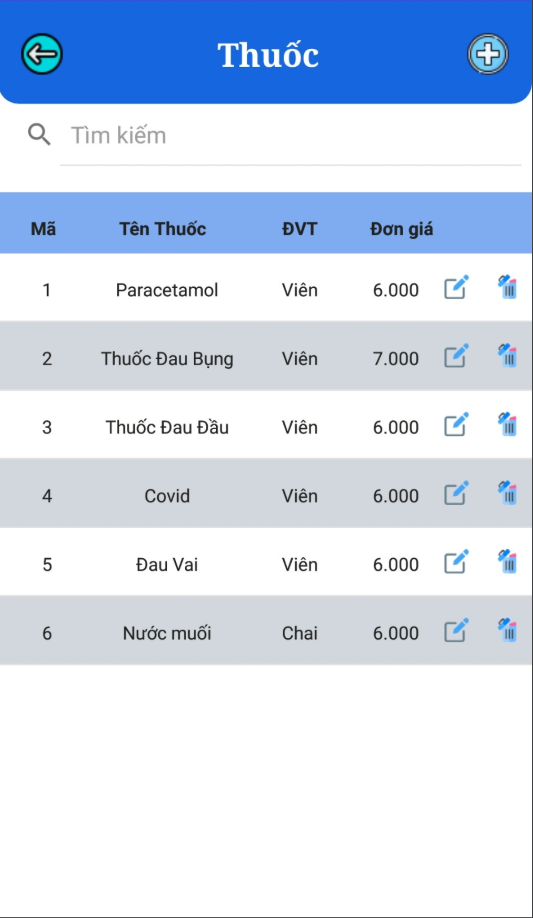 Thuốc
Tìm kiếm
Mã Tên Thuốc ĐVT Đơn giá
1 Paracetamol Viên 6.000
2 Thuốc Đau Bụng Viên 7.000
3 Thuốc Đau Đầu Viên 6.000
4 Covid Viên 6.000
5 Đau Vai Viên 6.000
6 Nước muối Chai 6.000